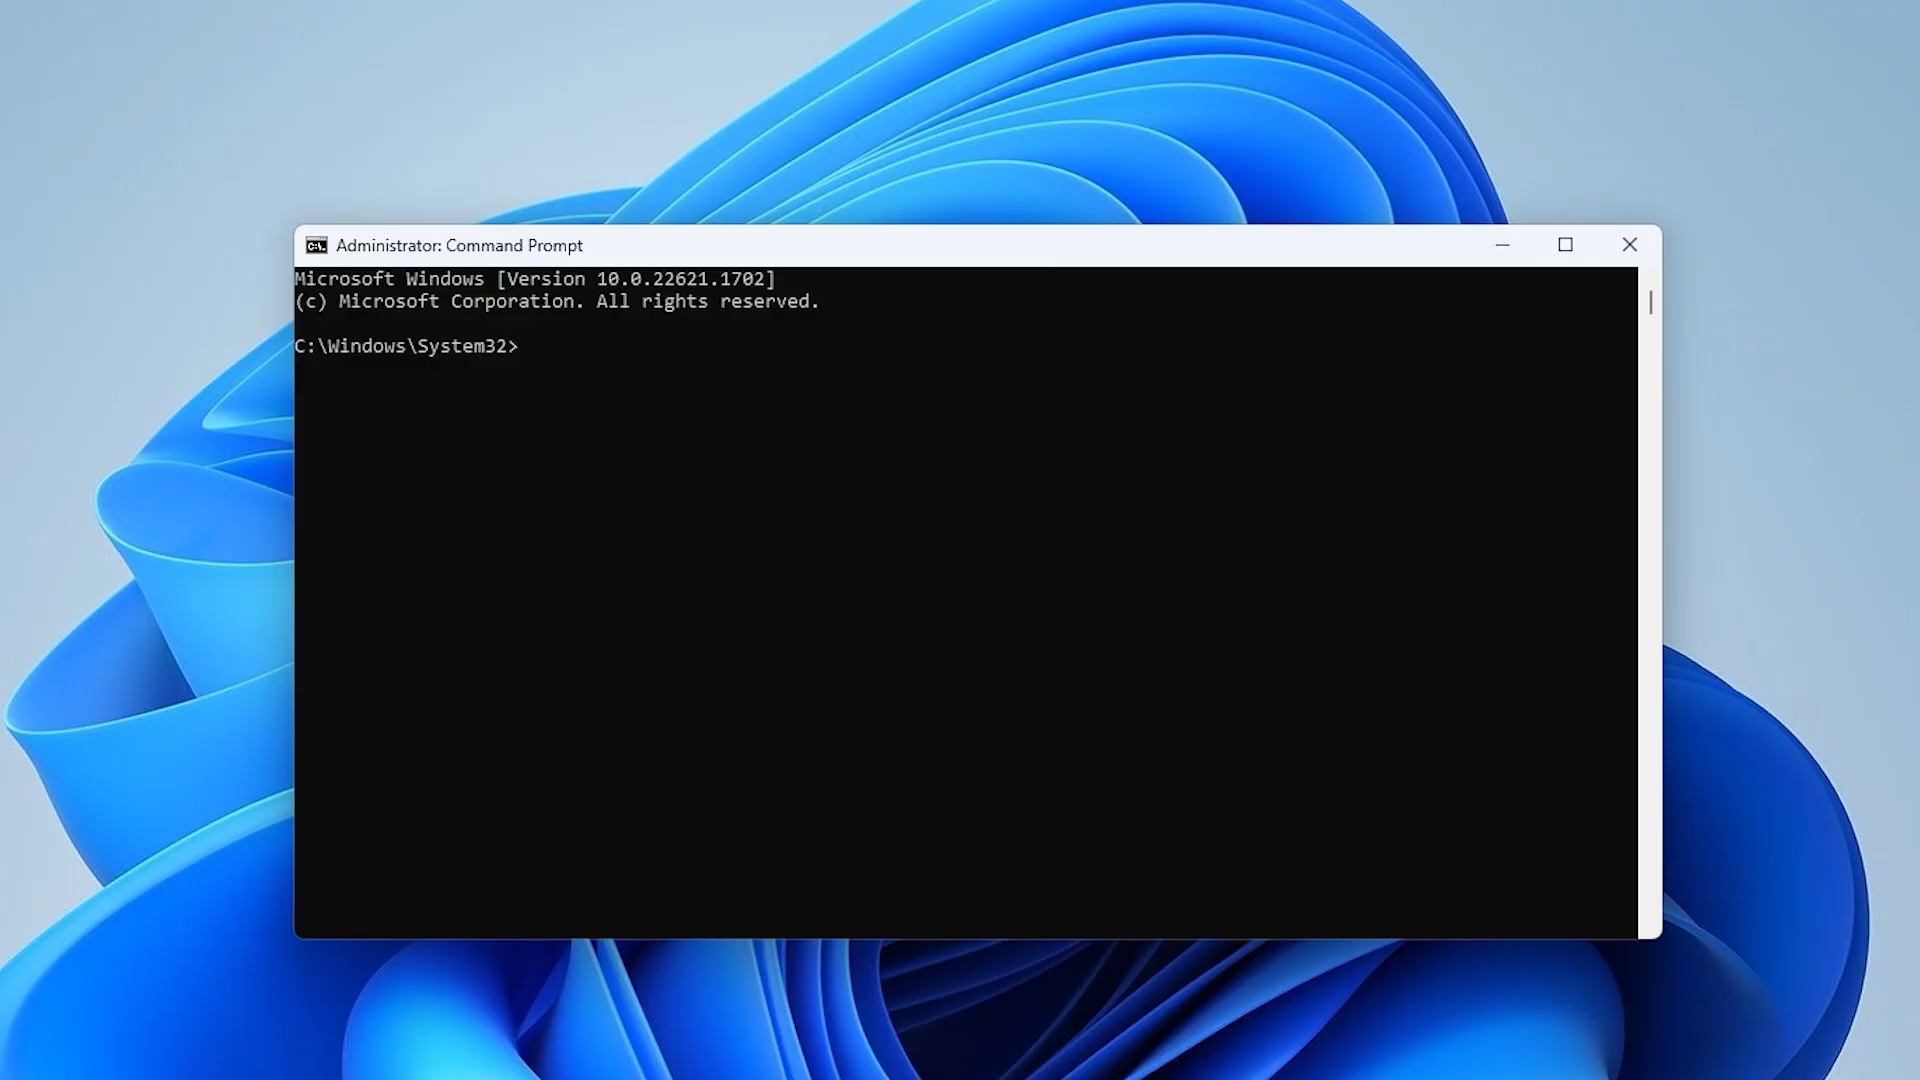 Administrator: Command Prompt
Microsoft Windows [Version 10.0.22621.1702]
(c) Microsoft Corporation. All rights reserved.
C:\Windows\System32>